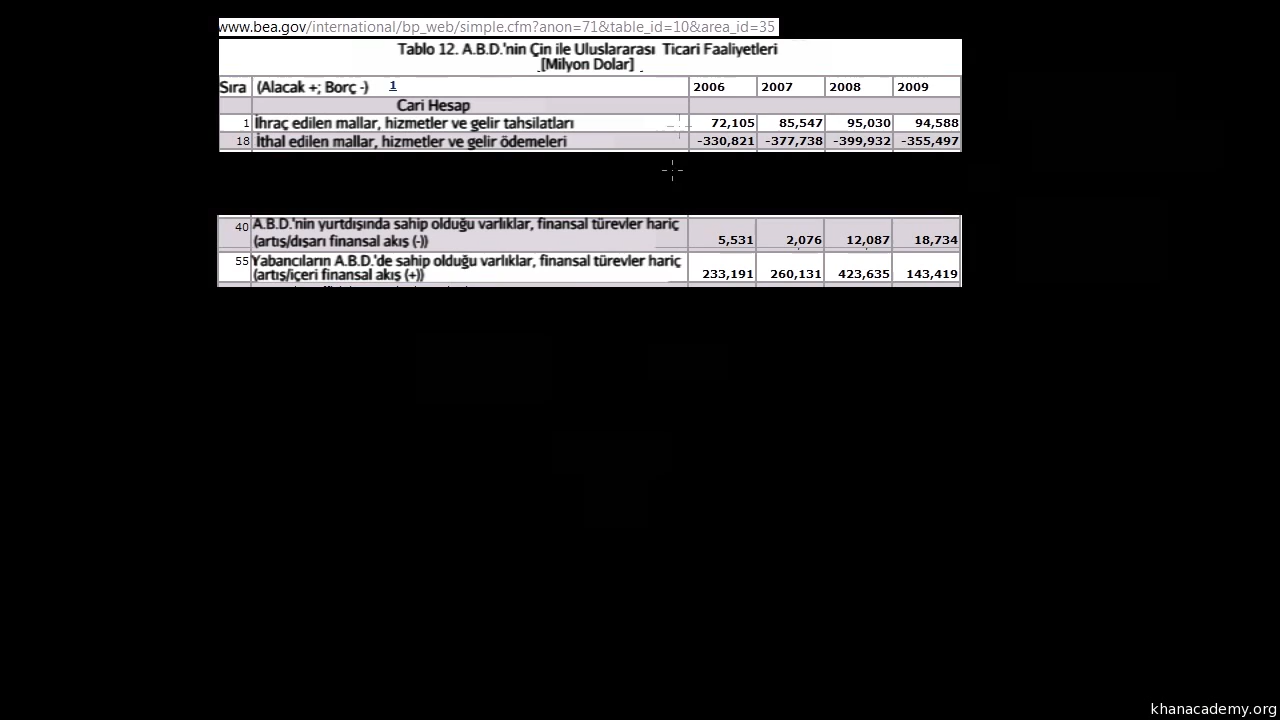 www.bea.gov/international/bp_web/simple.cfm?anon=71&table_id=10&area_id=35
Tablo 12. A.B.D.'nin Çin ile Uluslararası Ticari Faaliyetleri
[Milyon Dolar]
Sıra (Alacak +; Borç -) 1 2006 2007 2008 2009
Cari Hesap
1 İhraç edilen mallar, hizmetler ve gelir tahsilatları 72,105 85,547 95,030 94,588
18 İthal edilen mallar, hizmetler ve gelir ödemeleri -330,821 -377,738 -399,932 -355,497
40 A.B.D.'nin yurtdışında sahip olduğu varlıklar, finansal türevler hariç
(artış/dışarı finansal akış (-)) 5,531 2,076 12,087 18,734
55 Yabancıların A.B.D.'de sahip olduğu varlıklar, finansal türevler hariç
(artış/içeri finansal akış (+)) 233,191 260,131 423,635 143,419
khanacademy.org